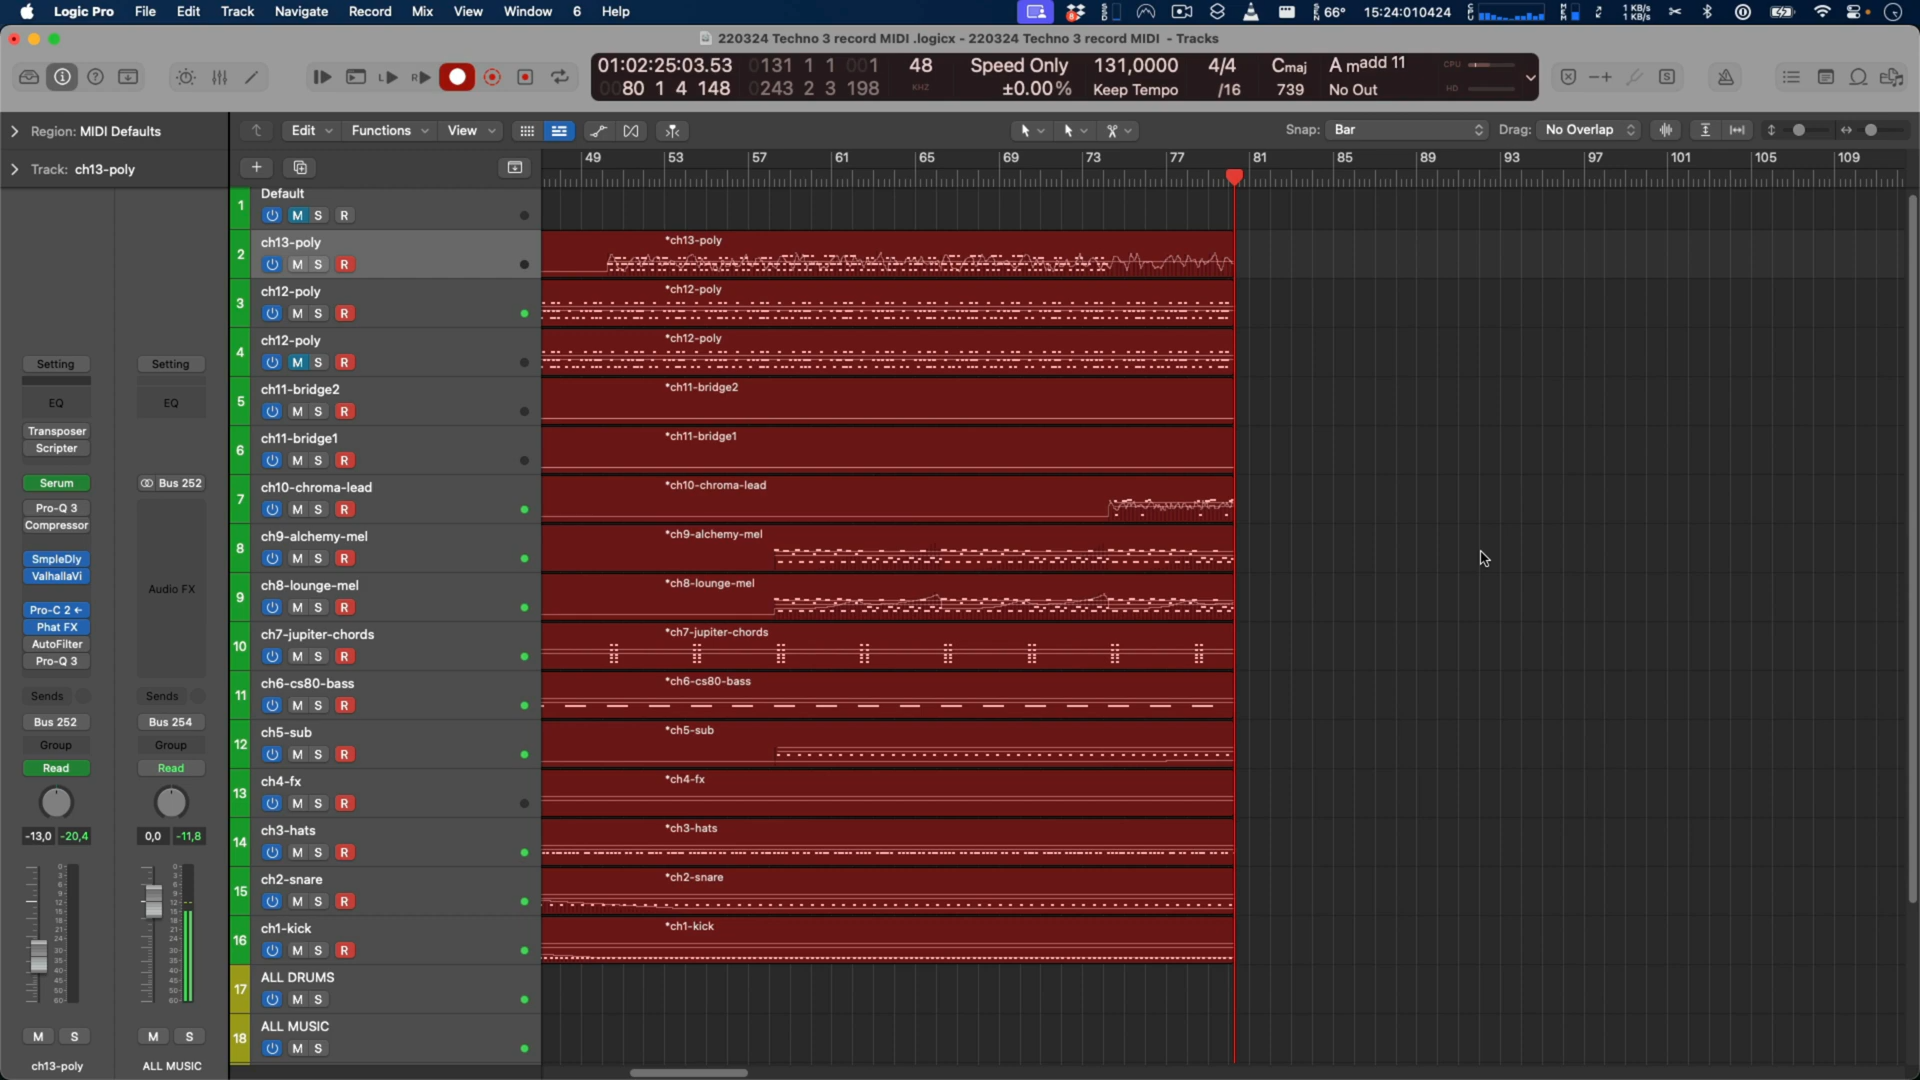 Logic Pro File Edit Track Navigate Record Mix View Window 6 Help
66° 15:24:010424 1 KB/s 1 KB/s
220324 Techno 3 record MIDI .logicx - 220324 Techno 3 record MIDI - Tracks
01:02:25:03.53 0131 1 1 001 48 Speed Only 131,0000 4/4 Cmaj A madd 11 CPU
0080 1 4 148 0243 2 3 198 KHZ ±0.00% Keep Tempo /16 739 No Out HD
Region: MIDI Defaults
Edit Functions View Snap: Bar Drag: No Overlap
Track: ch13-poly
49 53 57 61 65 69 73 77 81 85 89 93 97 101 105 109
1 Default
M S R
2 ch13-poly *ch13-poly
M S R
3 ch12-poly *ch12-poly
M S R
4 ch12-poly *ch12-poly
M S R
5 ch11-bridge2 *ch11-bridge2
M S R
6 ch11-bridge1 *ch11-bridge1
M S R
7 ch10-chroma-lead *ch10-chroma-lead
M S R
8 ch9-alchemy-mel *ch9-alchemy-mel
M S R
9 ch8-lounge-mel *ch8-lounge-mel
M S R
10 ch7-jupiter-chords *ch7-jupiter-chords
M S R
11 ch6-cs80-bass *ch6-cs80-bass
M S R
12 ch5-sub *ch5-sub
M S R
13 ch4-fx *ch4-fx
M S R
14 ch3-hats *ch3-hats
M S R
15 ch2-snare *ch2-snare
M S R
16 ch1-kick *ch1-kick
M S R
17 ALL DRUMS
M S
18 ALL MUSIC
M S
Setting Setting
EQ EQ
Transposer
Scripter
Serum Bus 252
Pro-Q 3
Compressor
SmpleDly
ValhallaVi
Audio FX
Pro-C 2
Phat FX
AutoFilter
Pro-Q 3
Sends Sends
Bus 252 Bus 254
Group Group
Read Read
-13,0 -20,4 0,0 -11,8
M S M S
ch13-poly ALL MUSIC